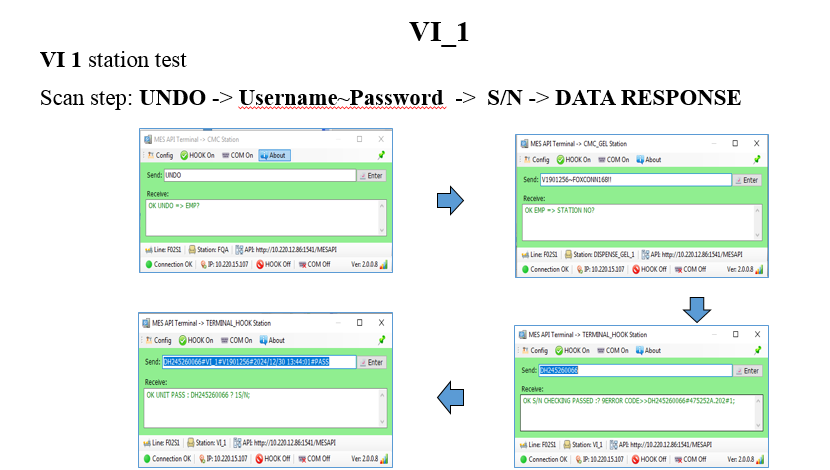 VI_1
VI 1 station test
Scan step: UNDO -> Username~Password -> S/N -> DATA RESPONSE
MES API Terminal -> CMC Station
Config HOOK On COM On About
Send: UNDO Enter
Receive:
OK UNDO => EMP?
Line: F02S1 Station: FQA API: http://10.220.12.86:1541/MESAPI
Connection OK IP: 10.220.15.107 HOOK Off COM Off Ver: 2.0.0.8
MES API Terminal -> CMC_GEL Station
Config HOOK On COM On About
Send: V1901256~FOXCONN168!! Enter
Receive:
OK EMP => STATION NO?
Line: F02S1 Station: DISPENSE_GEL_1 API: http://10.220.12.86:1541/MESAPI
Connection OK IP: 10.220.15.107 HOOK Off COM Off Ver: 2.0.0.8
MES API Terminal -> TERMINAL_HOOK Station
Config HOOK On COM On About
Send: DH245260066#VI_1#V1901256#2024/12/30 13:44:01#PASS Enter
Receive:
OK UNIT PASS : DH245260066 ? 1S/N;
Line: F02S1 Station: VI_1 API: http://10.220.12.86:1541/MESAPI
Connection OK IP: 10.220.15.107 HOOK Off COM Off Ver: 2.0.0.8
MES API Terminal -> TERMINAL_HOOK Station
Config HOOK On COM On About
Send: DH245260066 Enter
Receive:
OK S/N CHECKING PASSED :? 9ERROR CODE>>DH245260066#475252A.202#1;
Line: F02S1 Station: VI_1 API: http://10.220.12.86:1541/MESAPI
Connection OK IP: 10.220.15.107 HOOK Off COM Off Ver: 2.0.0.8